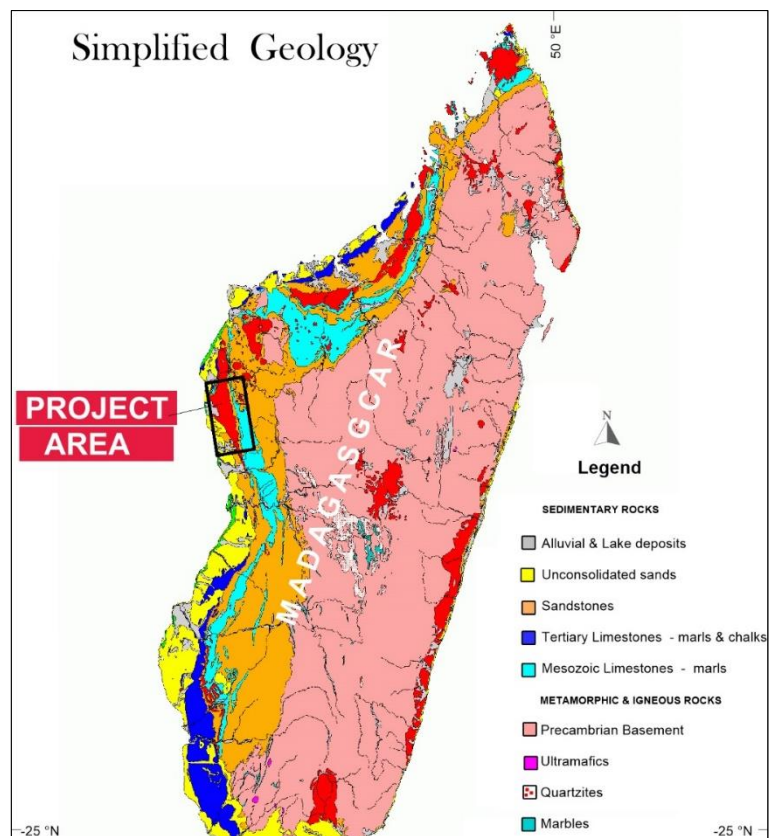 Simplified Geology
50 °E
PROJECT
AREA
MADAGASGCAR
N
Legend
SEDIMENTARY ROCKS
Alluvial & Lake deposits
Unconsolidated sands
Sandstones
Tertiary Limestones - marls & chalks
Mesozoic Limestones - marls
METAMORPHIC & IGNEOUS ROCKS
Precambrian Basement
Ultramafics
Quartzites
Marbles
-25 °N
-25 °N